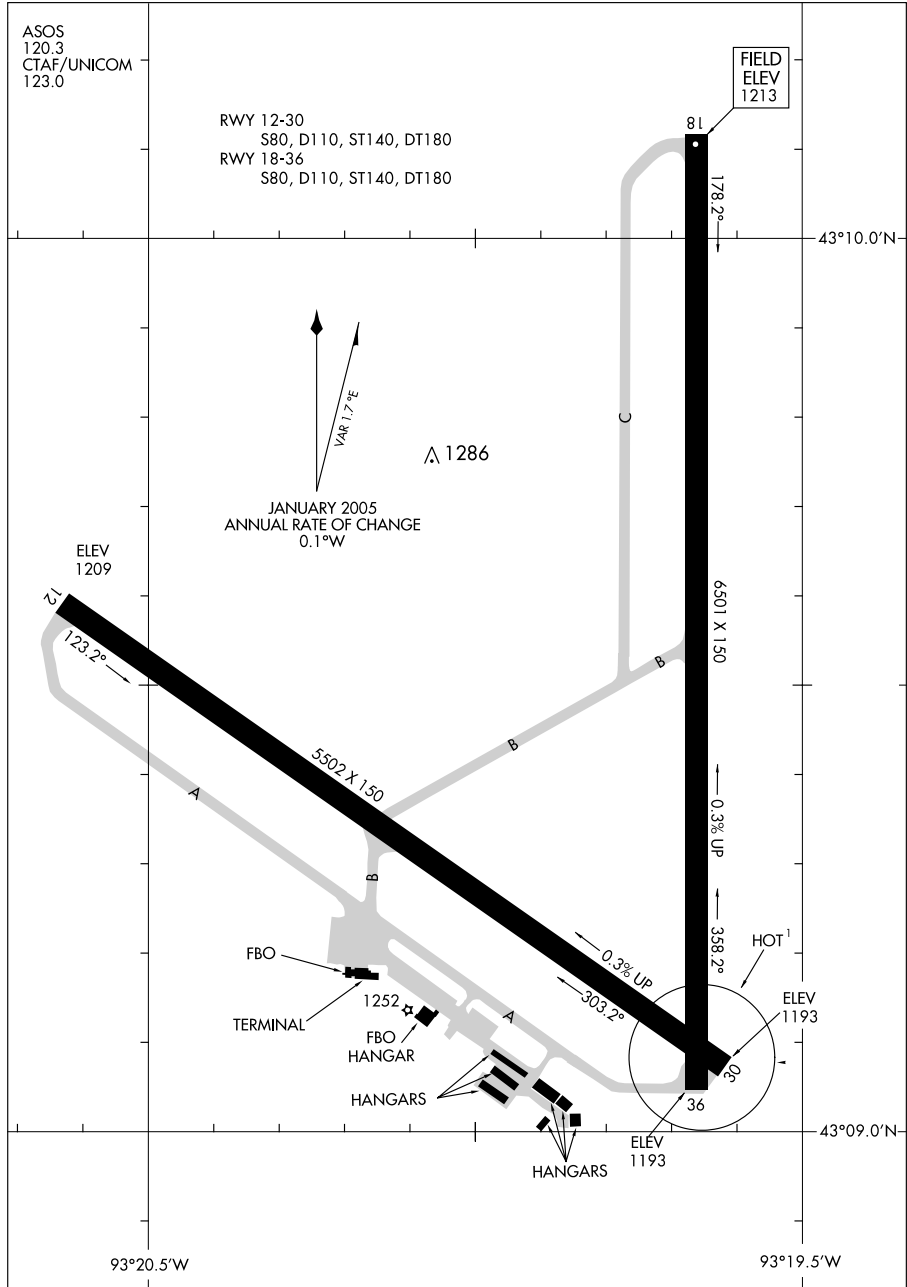 ASOS
120.3
CTAF/UNICOM
123.0
FIELD
ELEV
1213
RWY 12-30
S80, D110, ST140, DT180
RWY 18-36
S80, D110, ST140, DT180
18
178.2°
43°10.0'N
VAR 1.7°E
C
1286
JANUARY 2005
ANNUAL RATE OF CHANGE
0.1°W
ELEV
1209
12
123.2°
6501 X 150
B
B
5502 X 150
A
0.3% UP
B
358.2°
HOT1
FBO
0.3% UP
303.2°
ELEV
1193
1252
TERMINAL
A
FBO
HANGAR
30
HANGARS
36
43°09.0'N
ELEV
1193
HANGARS
93°20.5'W
93°19.5'W